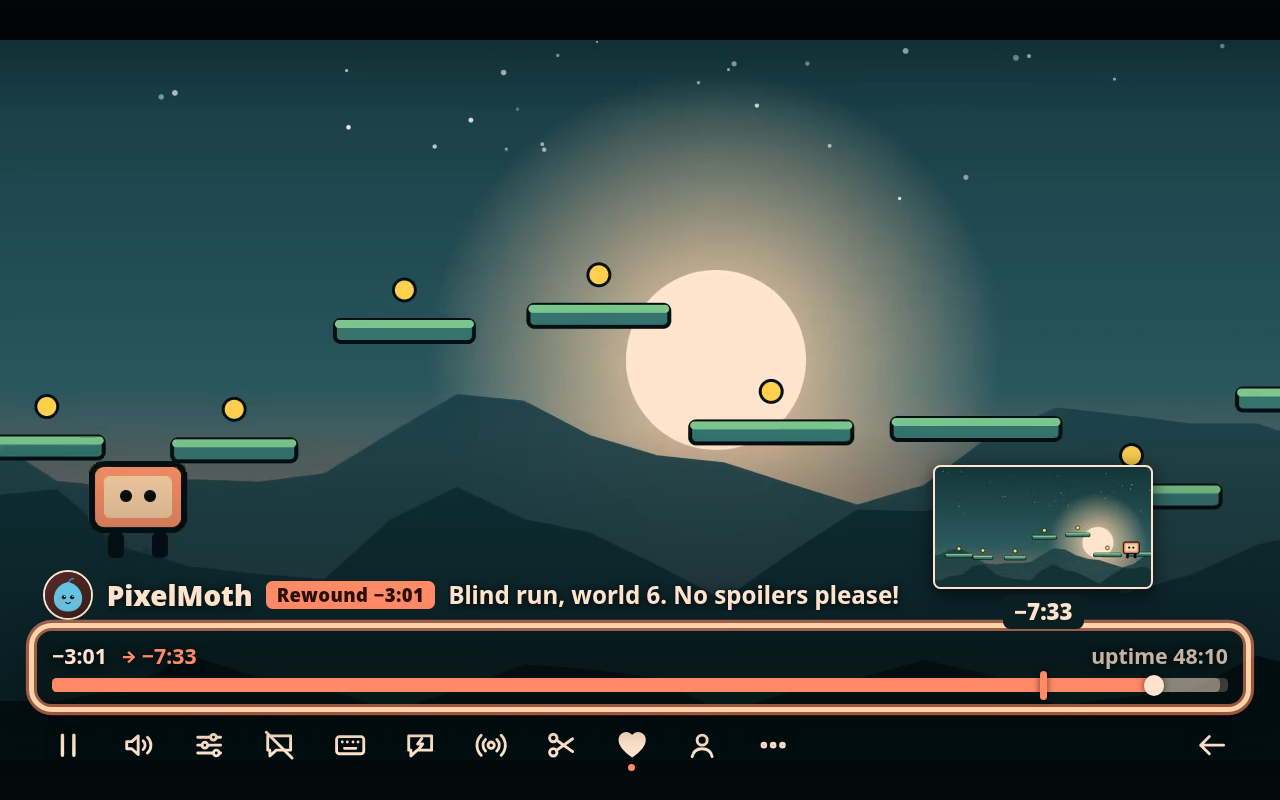 PixelMoth Rewound −3:01 Blind run, world 6. No spoilers please!
−7:33
−3:01 → −7:33 uptime 48:10